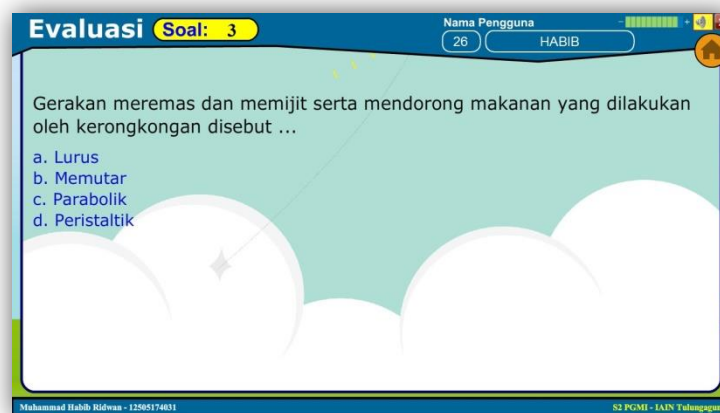 Evaluasi Soal: 3
Nama Pengguna
26 HABIB
Gerakan meremas dan memijit serta mendorong makanan yang dilakukan
oleh kerongkongan disebut ...
a. Lurus
b. Memutar
c. Parabolik
d. Peristaltik
Muhammad Habib Ridwan - 12505174031
S2 PGMI - IAIN Tulungagung